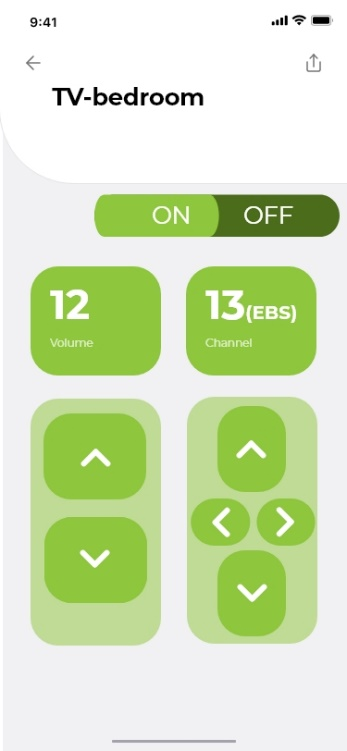 9:41
TV-bedroom
ON OFF
12
Volume
13(EBS)
Channel